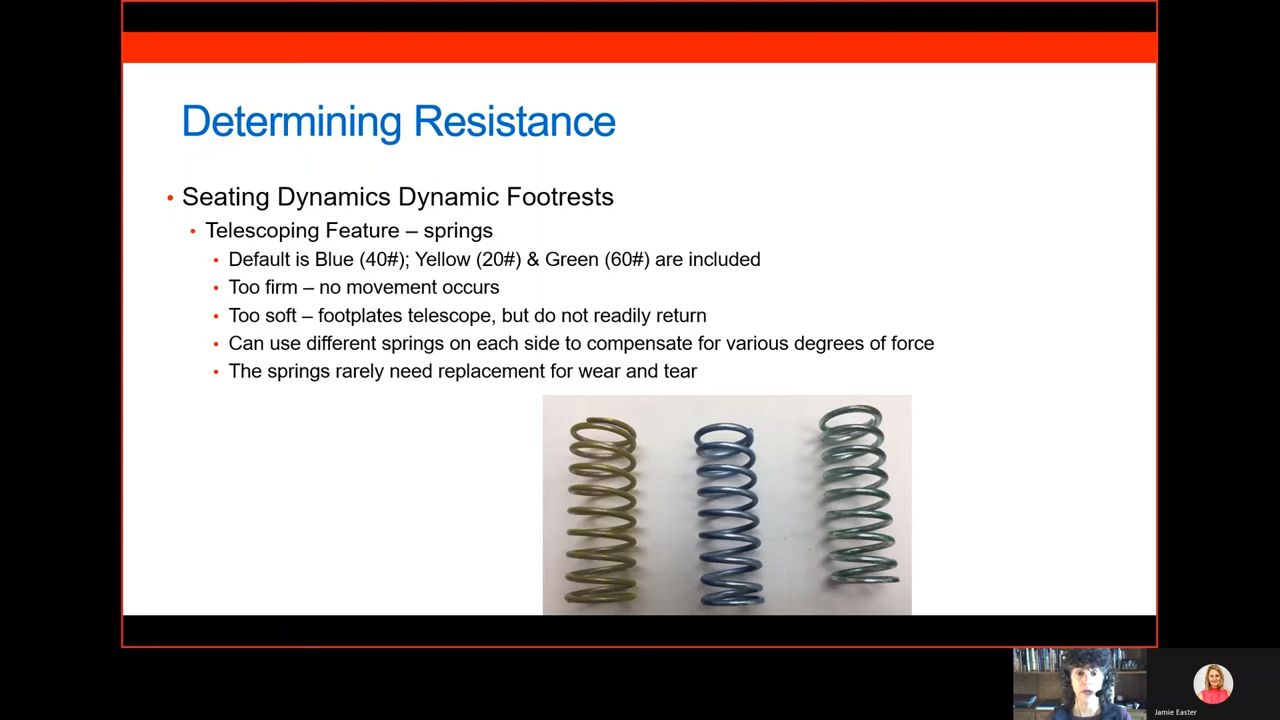 Determining Resistance
• Seating Dynamics Dynamic Footrests
• Telescoping Feature – springs
• Default is Blue (40#); Yellow (20#) & Green (60#) are included
• Too firm – no movement occurs
• Too soft – footplates telescope, but do not readily return
• Can use different springs on each side to compensate for various degrees of force
• The springs rarely need replacement for wear and tear
Jamie Easter